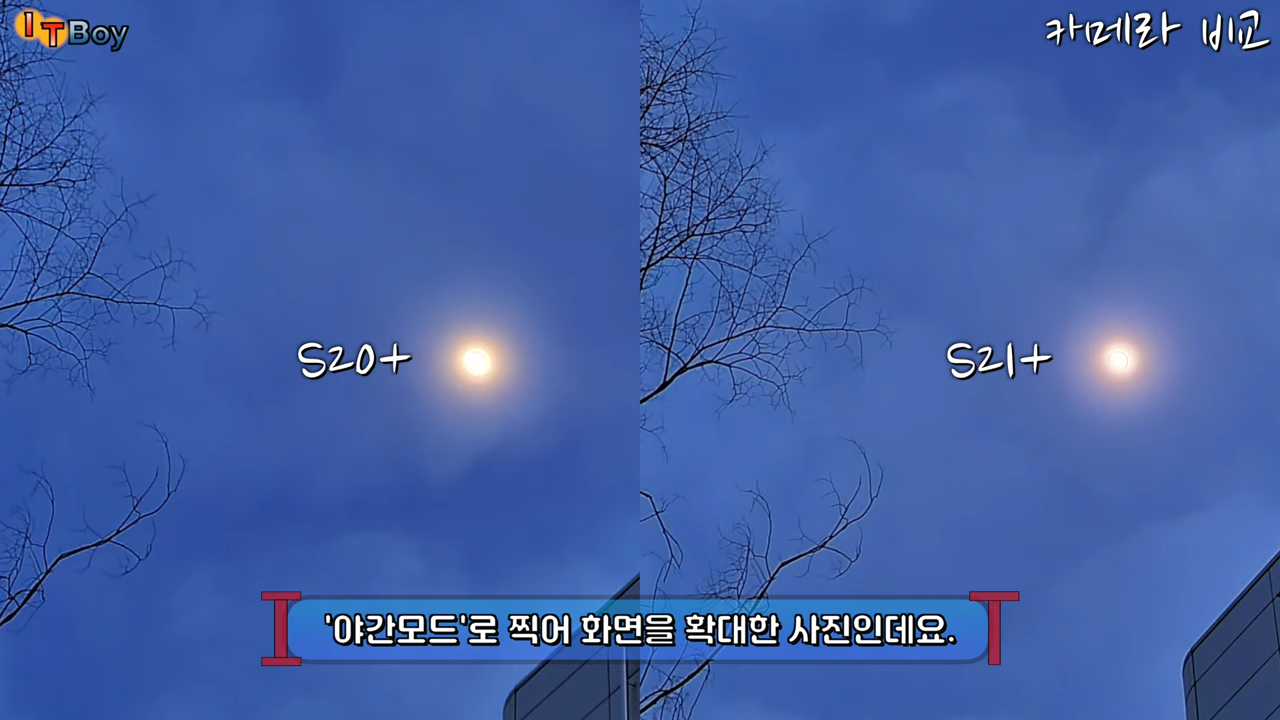 ITBoy
카메라 비교
S20+
S21+
'야간모드'로 찍어 화면을 확대한 사진인데요.